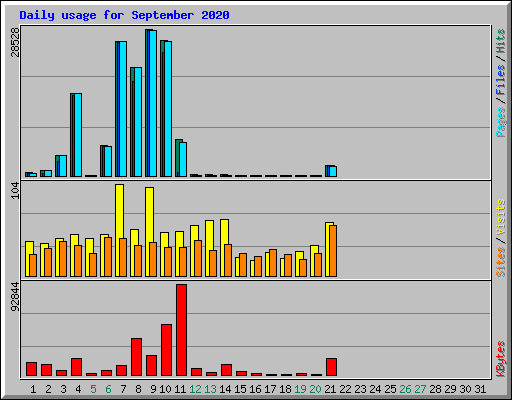 Daily usage for September 2020
28528
104
92844
Pages / Files / Hits
Sites / Visits
KBytes
1 2 3 4 5 6 7 8 9 10 11 12 13 14 15 16 17 18 19 20 21 22 23 24 25 26 27 28 29 30 31